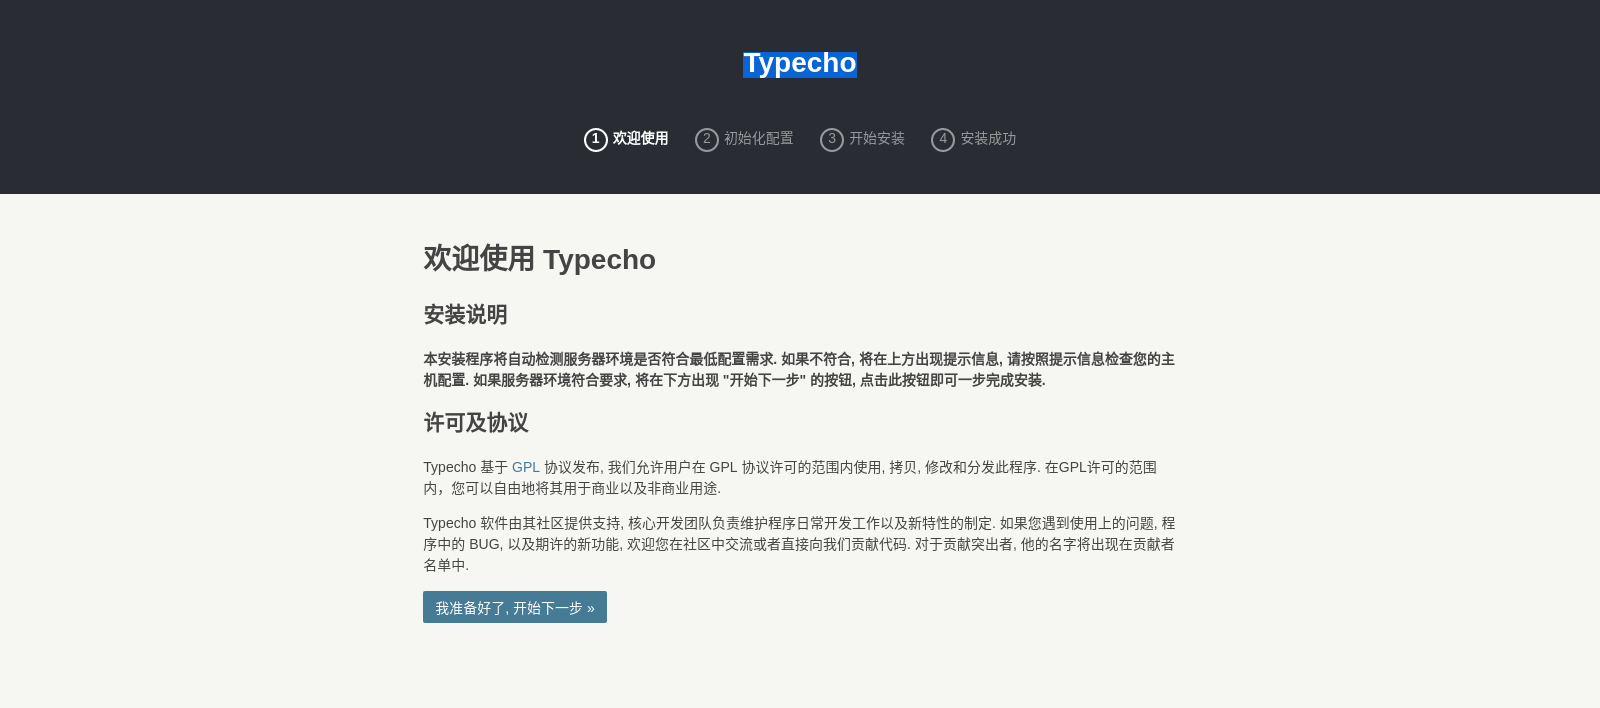 Typecho
1 欢迎使用 2 初始化配置 3 开始安装 4 安装成功
欢迎使用 Typecho
安装说明
本安装程序将自动检测服务器环境是否符合最低配置需求. 如果不符合, 将在上方出现提示信息, 请按照提示信息检查您的主
机配置. 如果服务器环境符合要求, 将在下方出现 "开始下一步" 的按钮, 点击此按钮即可一步完成安装.
许可及协议
Typecho 基于 GPL 协议发布, 我们允许用户在 GPL 协议许可的范围内使用, 拷贝, 修改和分发此程序. 在GPL许可的范围
内，您可以自由地将其用于商业以及非商业用途.
Typecho 软件由其社区提供支持, 核心开发团队负责维护程序日常开发工作以及新特性的制定. 如果您遇到使用上的问题, 程
序中的 BUG, 以及期许的新功能, 欢迎您在社区中交流或者直接向我们贡献代码. 对于贡献突出者, 他的名字将出现在贡献者
名单中.
我准备好了, 开始下一步 »